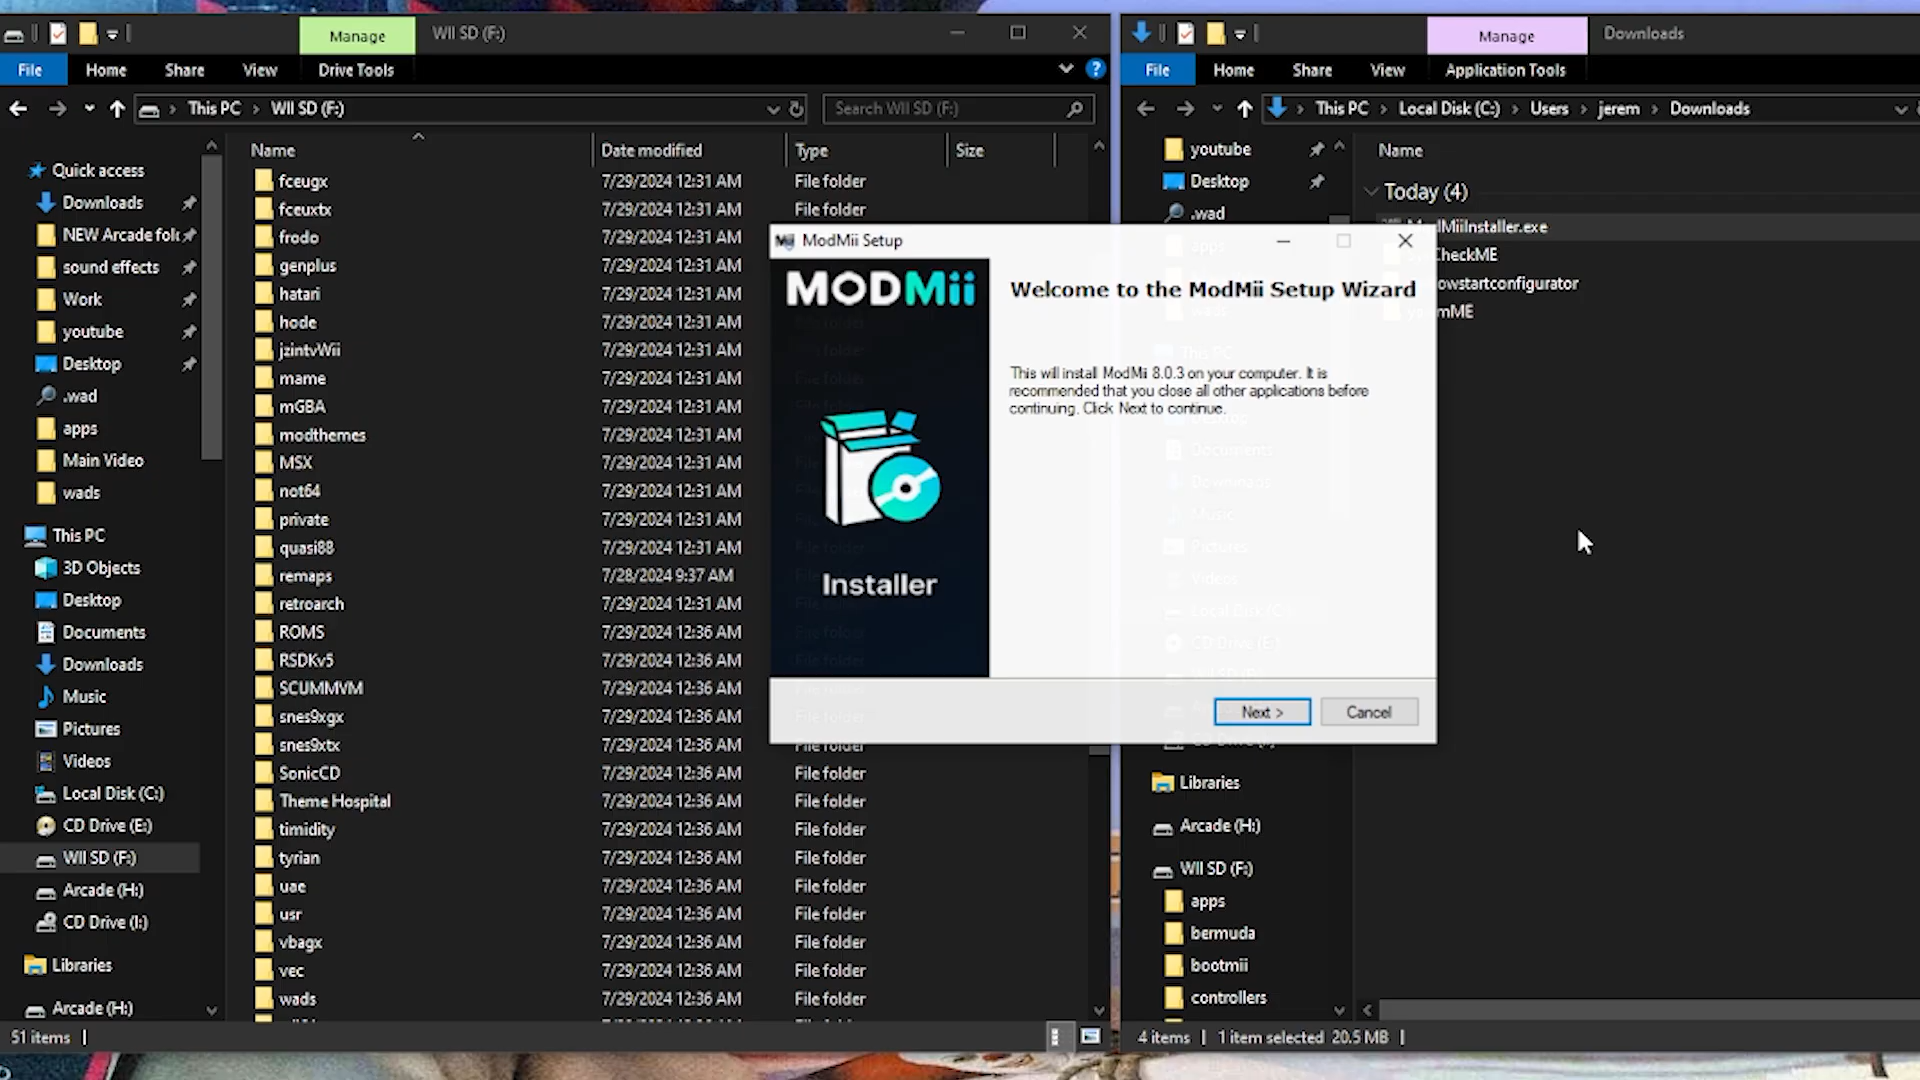 Manage
WII SD (F:)
File
Home
Share
View
Drive Tools
This PC
WII SD (F:)
Search WII SD (F:)
Quick access
Downloads
NEW Arcade fol
sound effects
Work
youtube
Desktop
.wad
apps
Main Video
wads
This PC
3D Objects
Desktop
Documents
Downloads
Music
Pictures
Videos
Local Disk (C:)
CD Drive (E:)
WII SD (F:)
Arcade (H:)
CD Drive (I:)
Libraries
Arcade (H:)
Name Date modified Type Size
fceugx 7/29/2024 12:31 AM File folder
fceuxtx 7/29/2024 12:31 AM File folder
frodo 7/29/2024 12:31 AM
genplus 7/29/2024 12:31 AM
hatari 7/29/2024 12:31 AM
hode 7/29/2024 12:31 AM
jzintvWii 7/29/2024 12:31 AM
mame 7/29/2024 12:31 AM
mGBA 7/29/2024 12:31 AM
modthemes 7/29/2024 12:31 AM
MSX 7/29/2024 12:31 AM
not64 7/29/2024 12:31 AM
private 7/29/2024 12:31 AM
quasi88 7/29/2024 12:31 AM
remaps 7/28/2024 9:37 AM
retroarch 7/29/2024 12:31 AM
ROMS 7/29/2024 12:36 AM
RSDKv5 7/29/2024 12:36 AM
SCUMMVM 7/29/2024 12:36 AM
snes9xgx 7/29/2024 12:36 AM
snes9xtx 7/29/2024 12:36 AM File folder
SonicCD 7/29/2024 12:36 AM File folder
Theme Hospital 7/29/2024 12:36 AM File folder
timidity 7/29/2024 12:36 AM File folder
tyrian 7/29/2024 12:36 AM File folder
uae 7/29/2024 12:36 AM File folder
usr 7/29/2024 12:36 AM File folder
vbagx 7/29/2024 12:36 AM File folder
vec 7/29/2024 12:36 AM File folder
wads 7/29/2024 12:36 AM File folder
51 items
ModMii Setup
MODMii
Installer
Welcome to the ModMii Setup Wizard
This will install ModMii 8.0.3 on your computer. It is
recommended that you close all other applications before
continuing. Click Next to continue.
Next >
Cancel
Manage
Downloads
File
Home
Share
View
Application Tools
This PC
Local Disk (C:)
Users
jerem
Downloads
youtube
Desktop
.wad
apps
wads
This PC
Desktop
Documents
Downloads
Music
Pictures
Videos
Local Disk (C
CD Drive (E:)
Libraries
Arcade (H:)
WII SD (F:)
apps
bermuda
bootmii
controllers
Name
Today (4)
MiiInstaller.exe
CheckME
owstartconfigurator
mME
4 items
1 item selected 20.5 MB